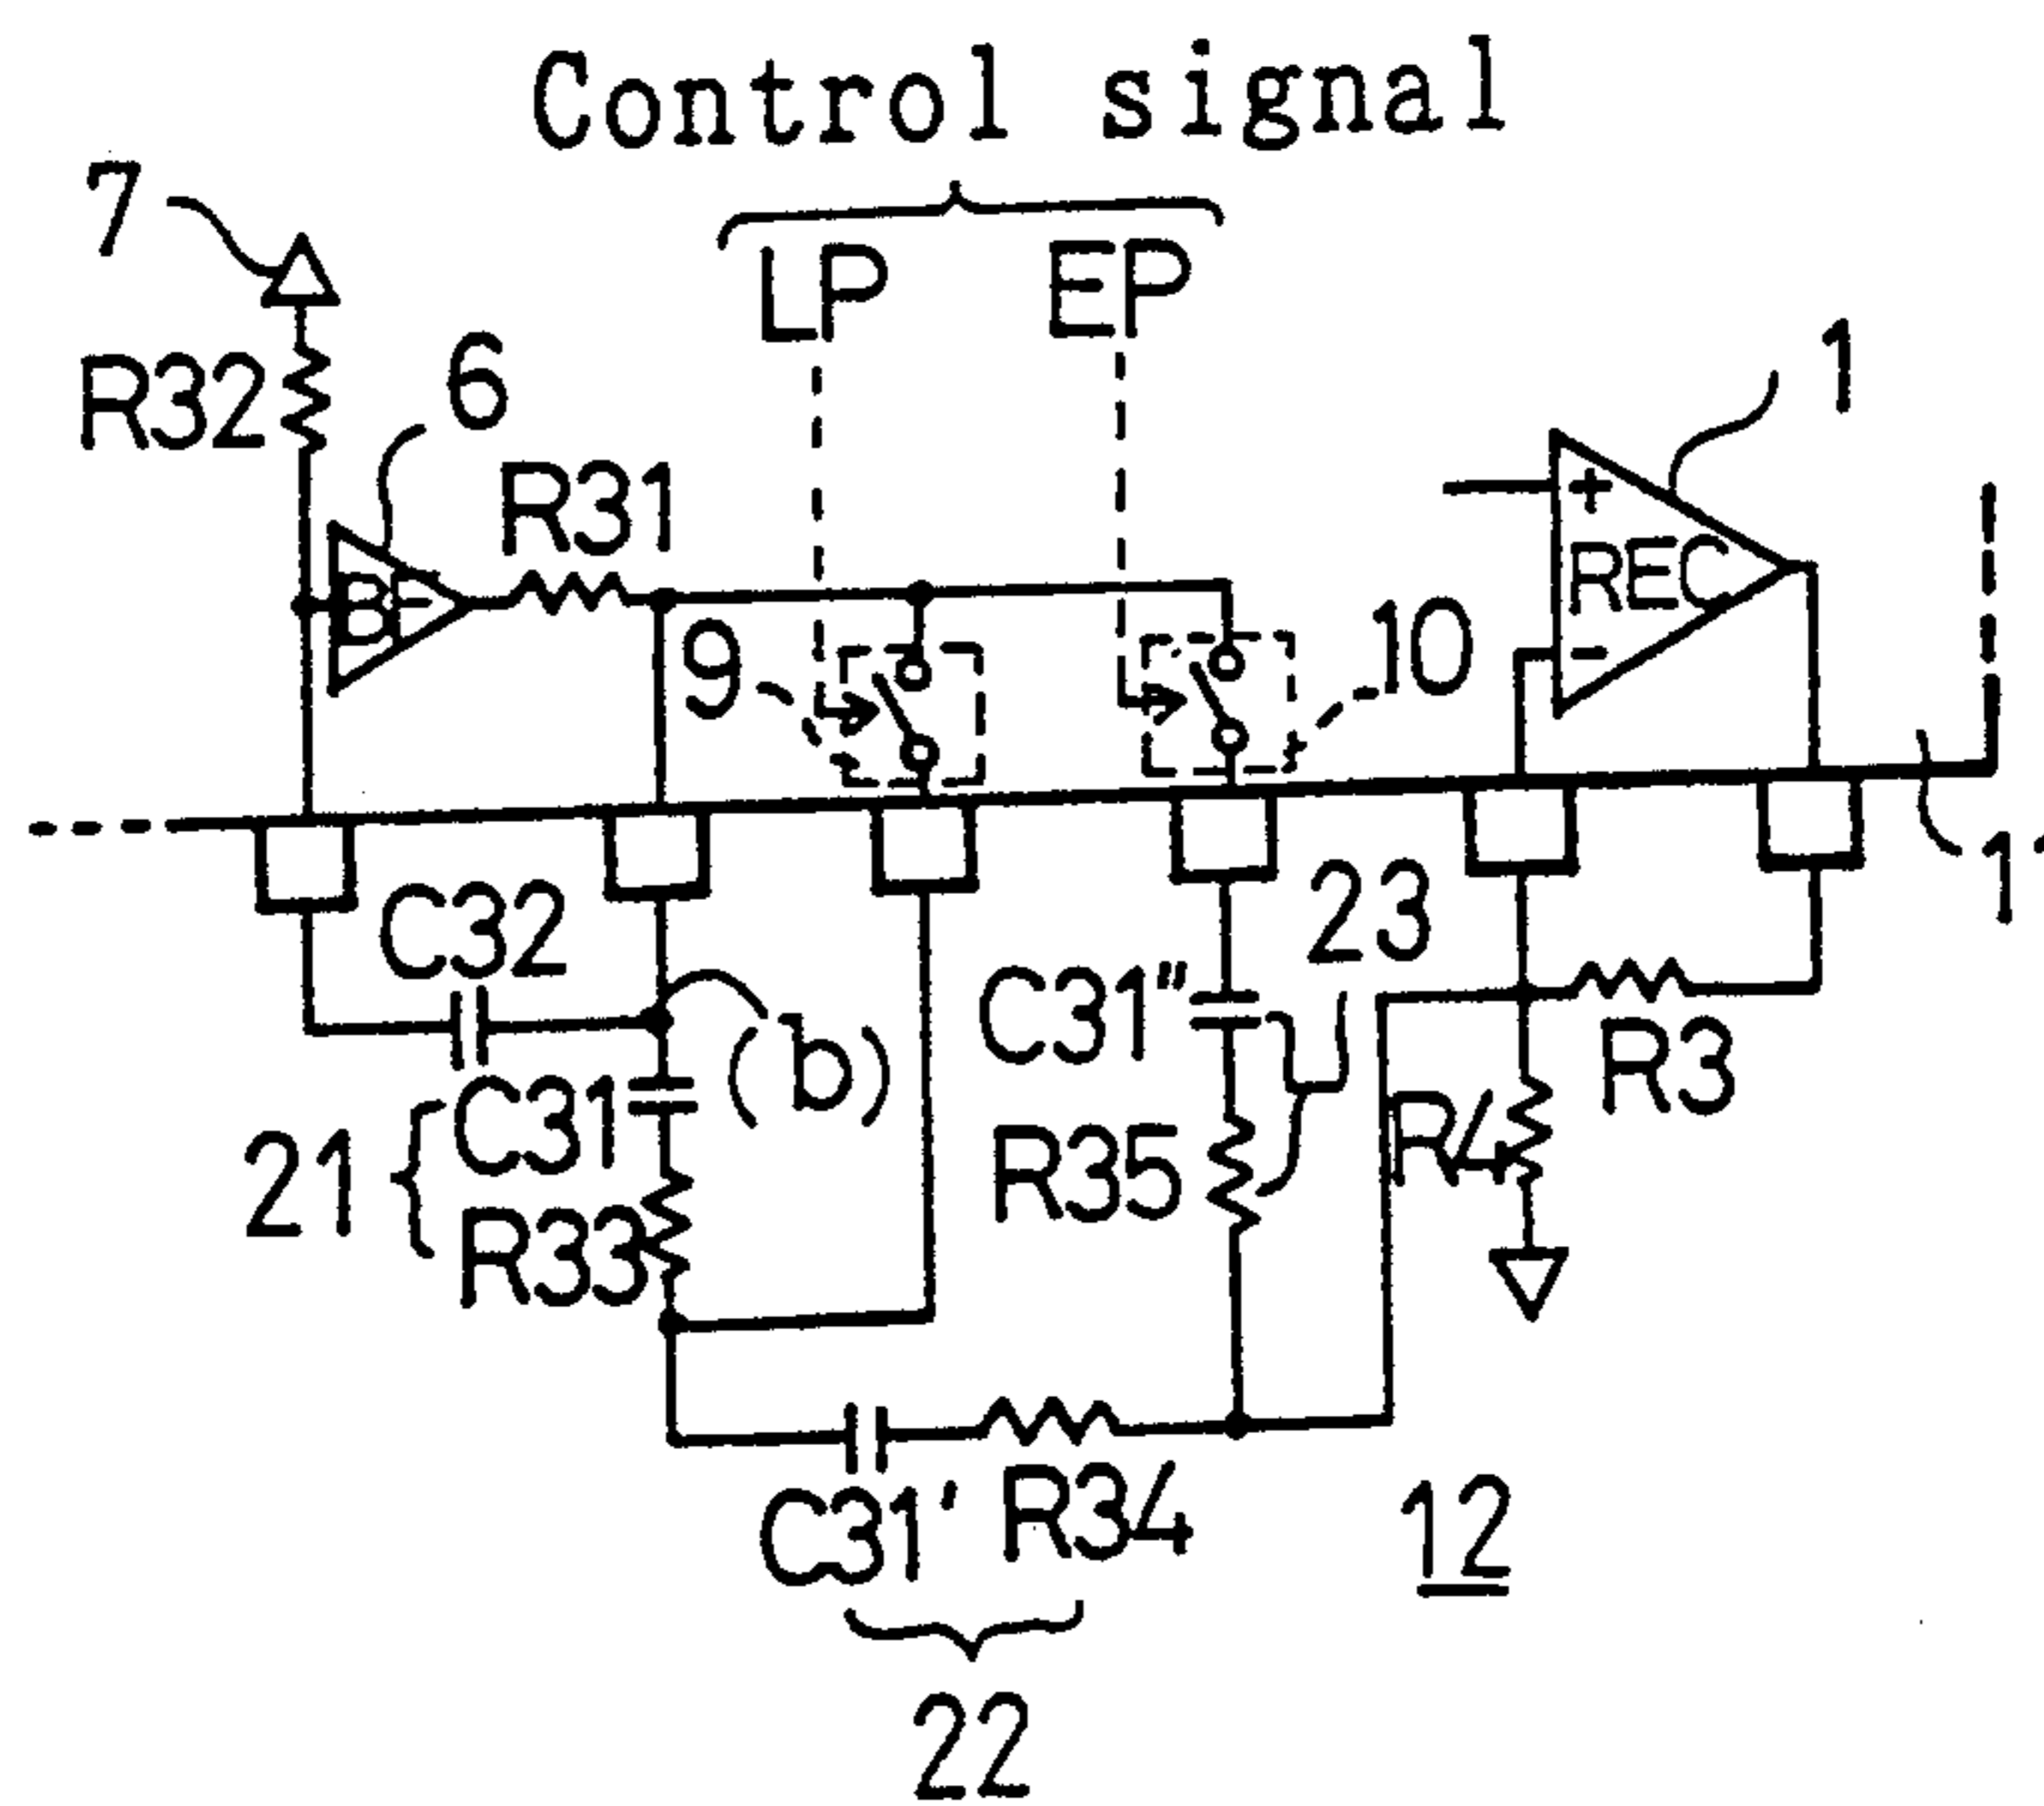 Control signal
7
LP
EP
R32
6
1
R31
REC
+
-
9
10
11
C32
23
C31"
(b)
R3
C31
21
R4
R35
R33
C31'
R34
12
22